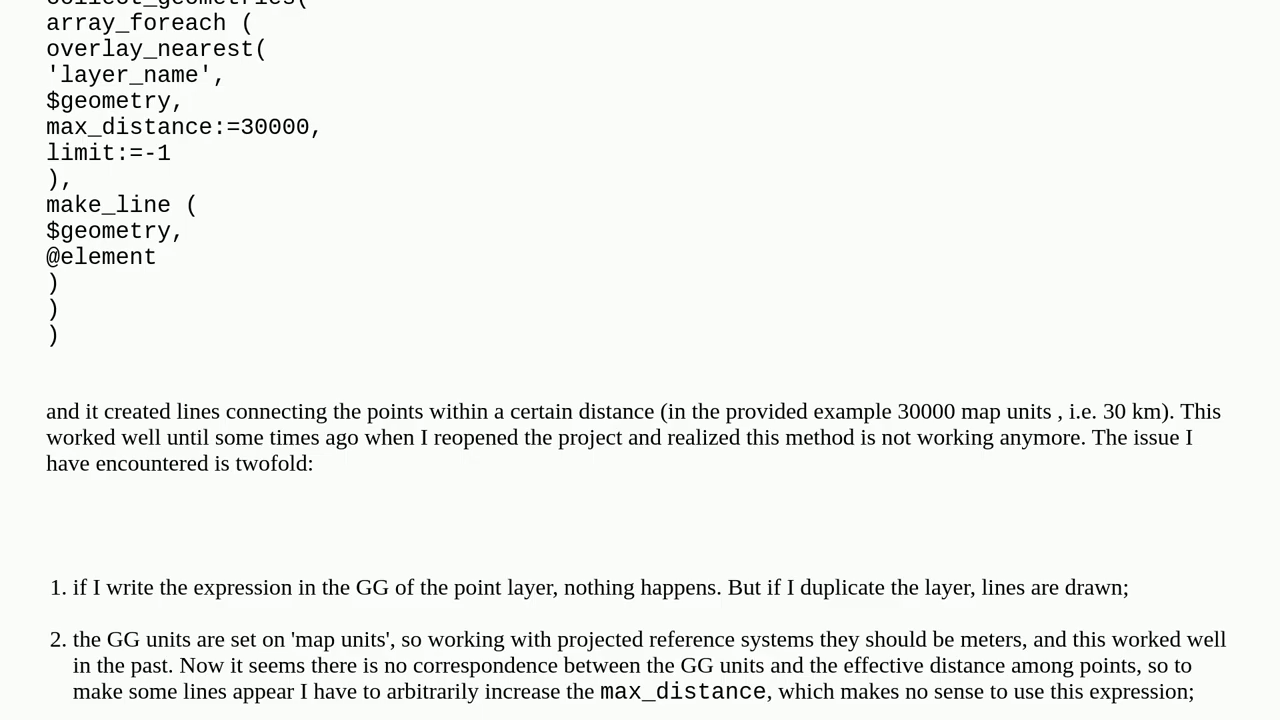 collect_geometries(
array_foreach (
overlay_nearest(
'layer_name',
$geometry,
max_distance:=30000,
limit:=-1
),
make_line (
$geometry,
@element
)
)
)
and it created lines connecting the points within a certain distance (in the provided example 30000 map units , i.e. 30 km). This
worked well until some times ago when I reopened the project and realized this method is not working anymore. The issue I
have encountered is twofold:
1. if I write the expression in the GG of the point layer, nothing happens. But if I duplicate the layer, lines are drawn;
2. the GG units are set on 'map units', so working with projected reference systems they should be meters, and this worked well
in the past. Now it seems there is no correspondence between the GG units and the effective distance among points, so to
make some lines appear I have to arbitrarily increase the max_distance, which makes no sense to use this expression;